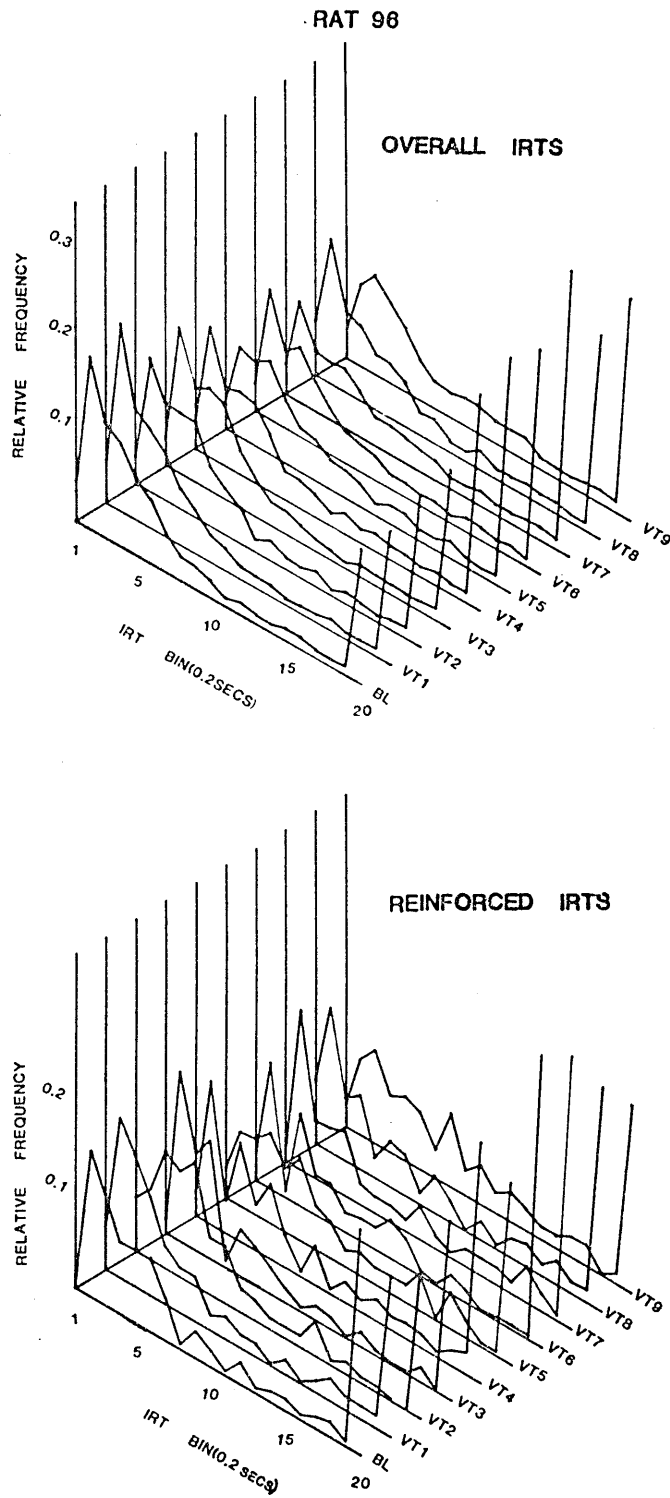 RAT 96
OVERALL IRTS
RELATIVE FREQUENCY
0.3
0.2
0.1
1
5
10
15
20
IRT BIN(0.2SECS)
BL
VT1
VT2
VT3
VT4
VT5
VT6
VT7
VT8
VT9
REINFORCED IRTS
RELATIVE FREQUENCY
0.2
0.1
1
5
10
15
20
IRT BIN(0.2SECS)
BL
VT1
VT2
VT3
VT4
VT5
VT6
VT7
VT8
VT9